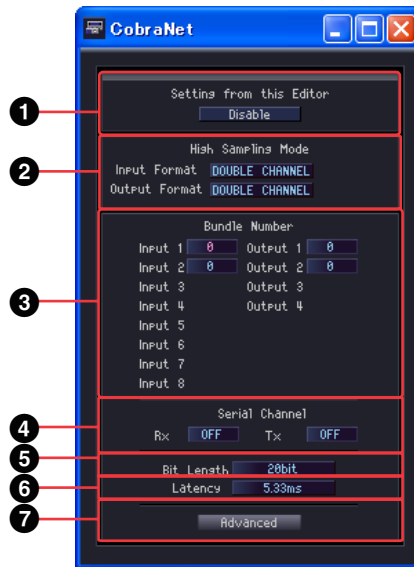 CobraNet
1
Setting from this Editor
Disable
2
High Sampling Mode
Input Format DOUBLE CHANNEL
Output Format DOUBLE CHANNEL
3
Bundle Number
Input 1 0 Output 1 0
Input 2 0 Output 2 0
Input 3 Output 3
Input 4 Output 4
Input 5
Input 6
Input 7
Input 8
4
Serial Channel
Rx OFF Tx OFF
5
Bit Length 20bit
6
Latency 5.33ms
7
Advanced